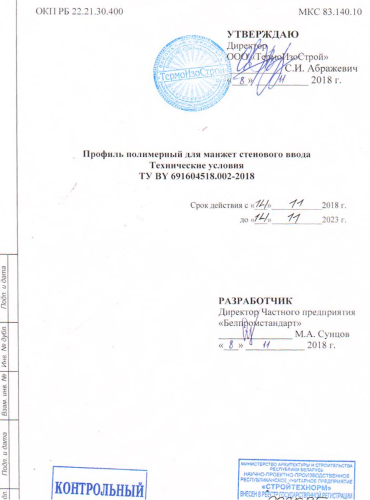 ОКП РБ 22.21.30.400 МКС 83.140.10
УТВЕРЖДАЮ
Директор
ООО «ТермоИзоСтрой»
С.И. Абражевич
« 8 » 11 2018 г.
ТермоИзоСтрой
Профиль полимерный для манжет стенового ввода
Технические условия
ТУ BY 691604518.002-2018
Срок действия с «14» 11 2018 г.
до «14» 11 2023 г.
РАЗРАБОТЧИК
Директор Частного предприятия
«Белпромстандарт»
М.А. Сунцов
« 8 » 11 2018 г.
Подп. и дата
Инв. № дубл.
Взам. инв. №
Подп. и дата
КОНТРОЛЬНЫЙ
МИНИСТЕРСТВО АРХИТЕКТУРЫ И СТРОИТЕЛЬСТВА
РЕСПУБЛИКИ БЕЛАРУСЬ
НАУЧНО-ПРОЕКТНО-ПРОИЗВОДСТВЕННОЕ
РЕСПУБЛИКАНСКОЕ УНИТАРНОЕ ПРЕДПРИЯТИЕ
«СТРОЙТЕХНОРМ»
ВНЕСЕН В РЕЕСТР ГОСУДАРСТВЕННОЙ РЕГИСТРАЦИИ